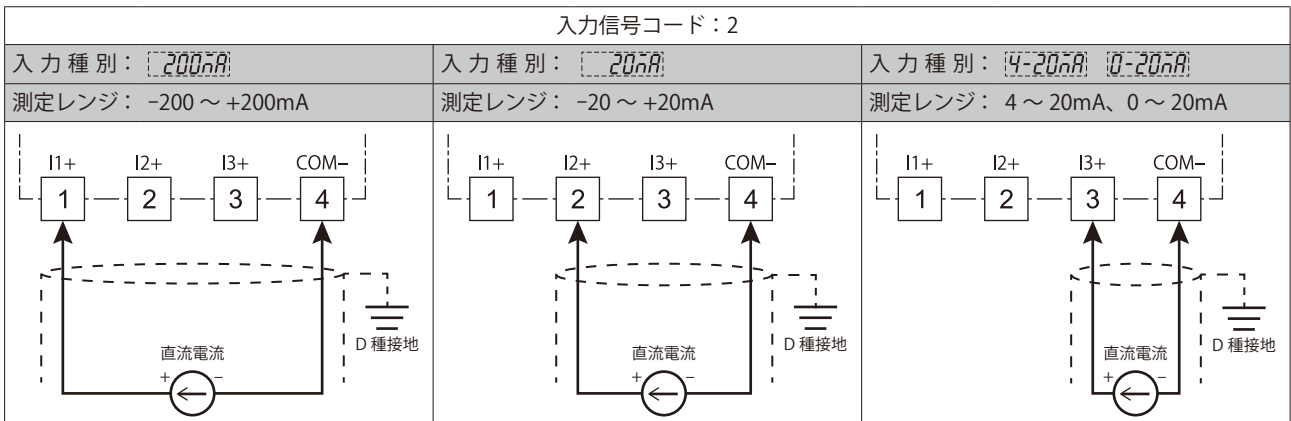 入力信号コード：2
入 力 種 別： 200mA
測定レンジ： −200 ～ +200mA
I1+ I2+ I3+ COM−
1 2 3 4
直流電流
+ −
D 種接地
入 力 種 別： 20mA
測定レンジ： −20 ～ +20mA
I1+ I2+ I3+ COM−
1 2 3 4
直流電流
+ −
D 種接地
入 力 種 別： 4-20mA 0-20mA
測定レンジ： 4 ～ 20mA、0 ～ 20mA
I1+ I2+ I3+ COM−
1 2 3 4
直流電流
+ −
D 種接地